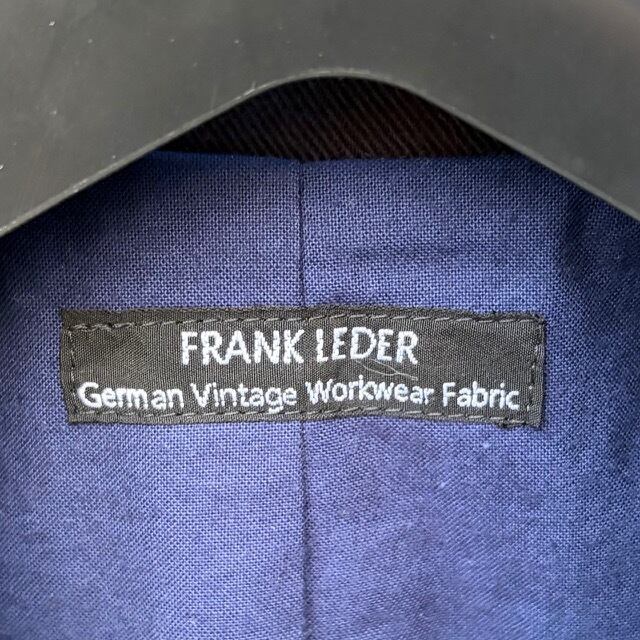 FRANK LEDER
German Vintage Workwear Fabric